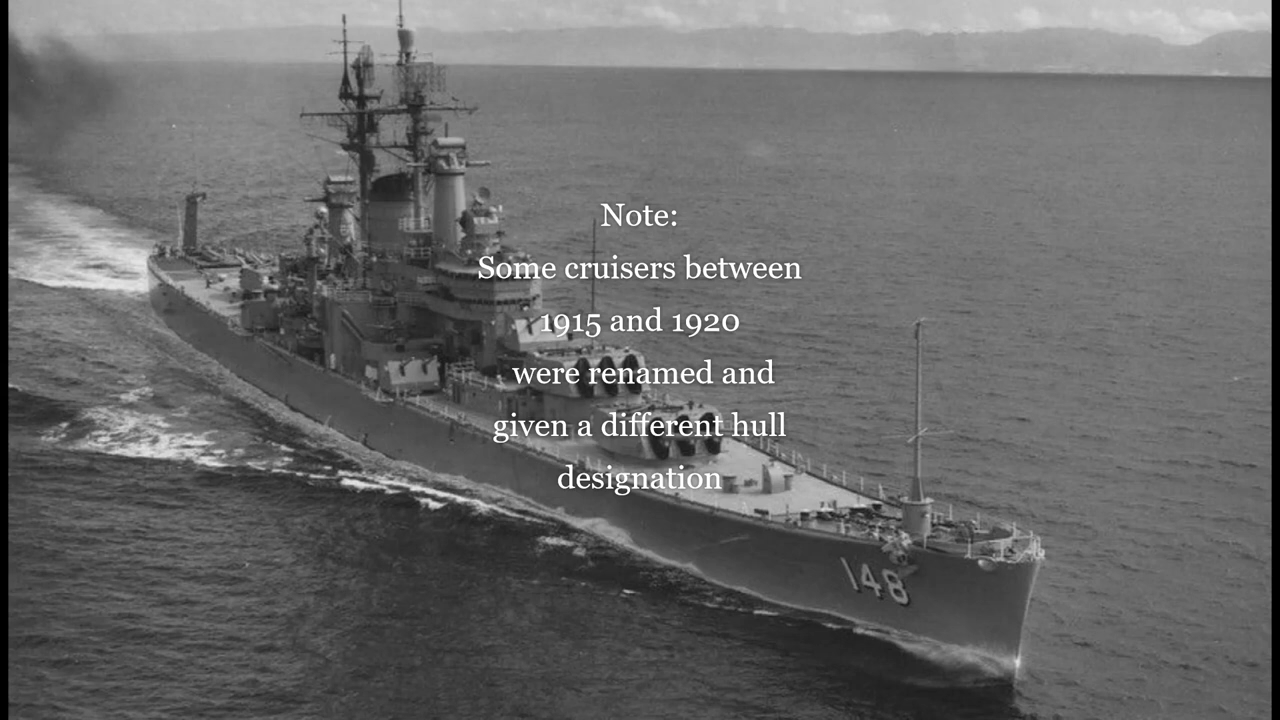 Note:
Some cruisers between
1915 and 1920
were renamed and
given a different hull
designation
148